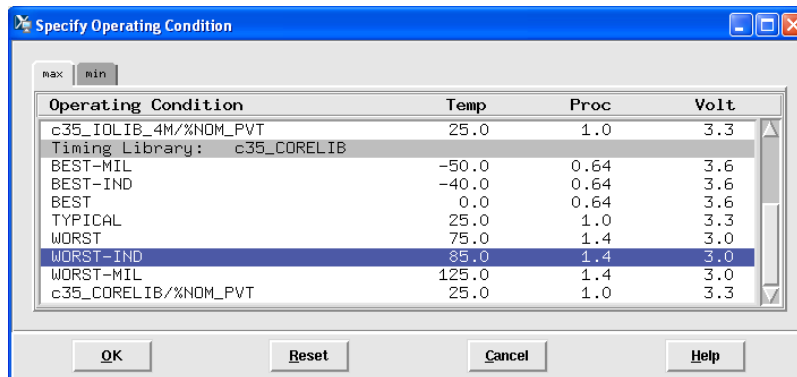 Specify Operating Condition
max min
Operating Condition Temp Proc Volt
c35_IOLIB_4M/%NOM_PVT 25.0 1.0 3.3
Timing Library: c35_CORELIB
BEST-MIL -50.0 0.64 3.6
BEST-IND -40.0 0.64 3.6
BEST 0.0 0.64 3.6
TYPICAL 25.0 1.0 3.3
WORST 75.0 1.4 3.0
WORST-IND 85.0 1.4 3.0
WORST-MIL 125.0 1.4 3.0
c35_CORELIB/%NOM_PVT 25.0 1.0 3.3
OK Reset Cancel Help